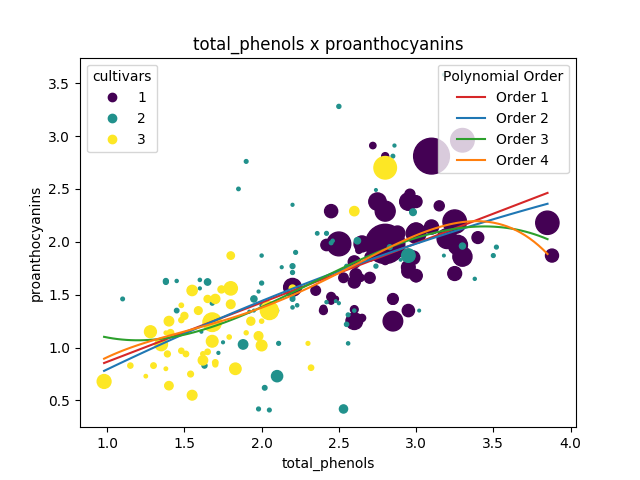 total_phenols x proanthocyanins
cultivars
1
2
3
Polynomial Order
Order 1
Order 2
Order 3
Order 4
proanthocyanins
3.5
3.0
2.5
2.0
1.5
1.0
0.5
1.0 1.5 2.0 2.5 3.0 3.5 4.0
total_phenols